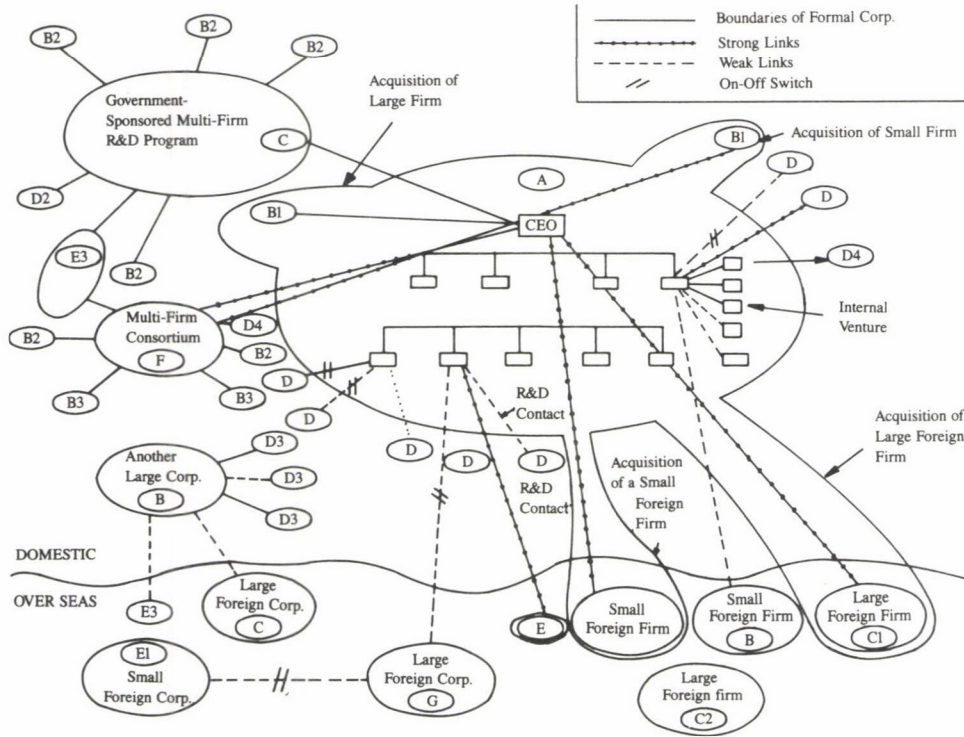 Boundaries of Formal Corp.
Strong Links
Weak Links
On-Off Switch
B2
B2
B2
Government-
Sponsored Multi-Firm
R&D Program
C
Acquisition of
Large Firm
B1
Acquisition of Small Firm
D
A
D
D2
B1
CEO
E3
B2
D4
Internal
Venture
Multi-Firm
Consortium
F
D4
B2
B2
D
B3
B3
R&D
Contact
D
Acquisition of
Large Foreign
Firm
D3
D
D
D
Another
Large Corp.
B
D3
D3
R&D
Contact
Acquisition
of a Small
Foreign
Firm
DOMESTIC
OVER SEAS
E3
Large
Foreign Corp.
C
E
Small
Foreign Firm
Small
Foreign Firm
B
Large
Foreign Firm
C1
E1
Small
Foreign Corp.
Large
Foreign Corp.
G
Large
Foreign firm
C2